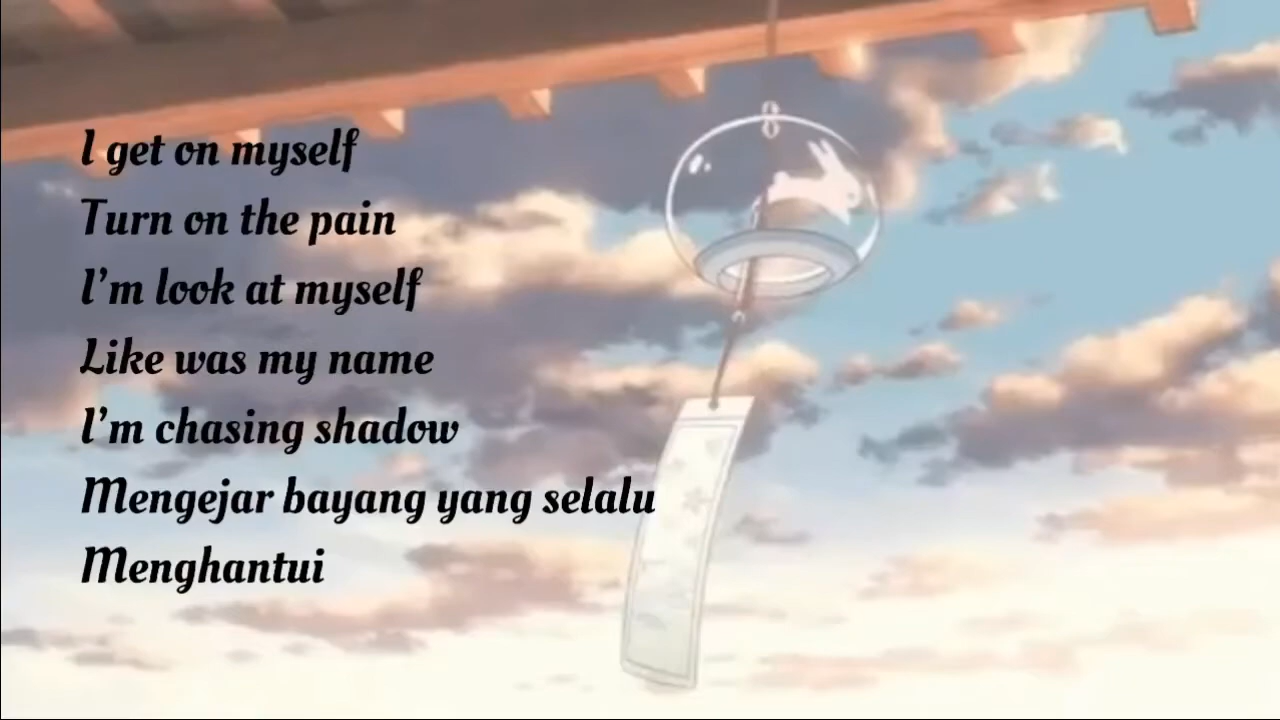 I get on myself
Turn on the pain
I'm look at myself
Like was my name
I'm chasing shadow
Mengejar bayang yang selalu
Menghantui